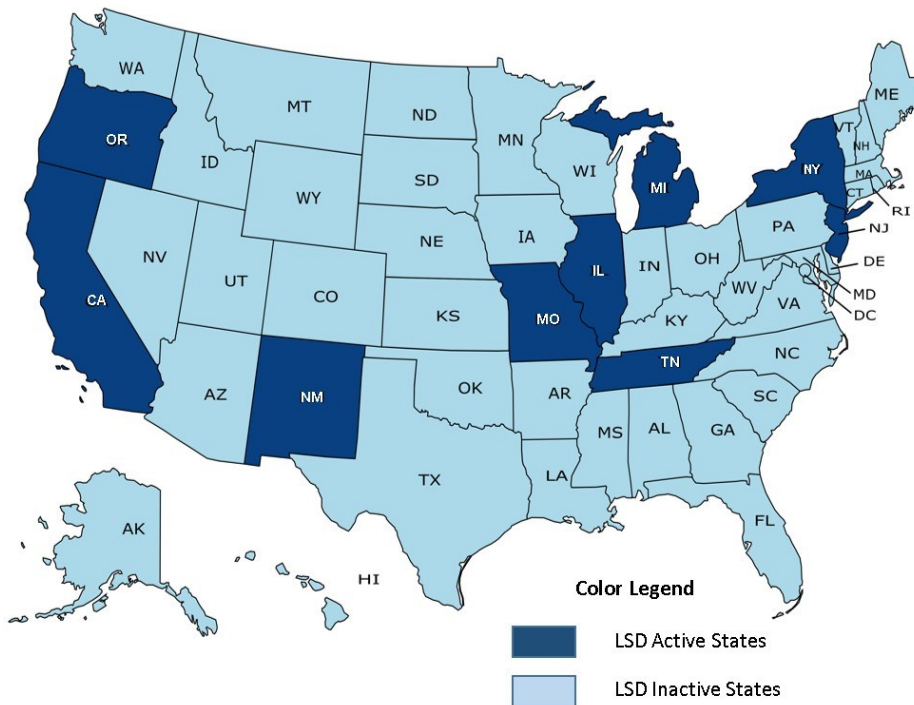 WA
ME
MT
ND
VT
MN
OR
NH
ID
WI
NY
MA
SD
MI
CT
WY
RI
IA
PA
NJ
NE
NV
OH
IL
IN
DE
UT
CA
CO
WV
MD
VA
DC
KS
MO
KY
NC
TN
OK
AZ
NM
AR
SC
MS
AL
GA
LA
TX
FL
AK
HI
Color Legend
LSD Active States
LSD Inactive States